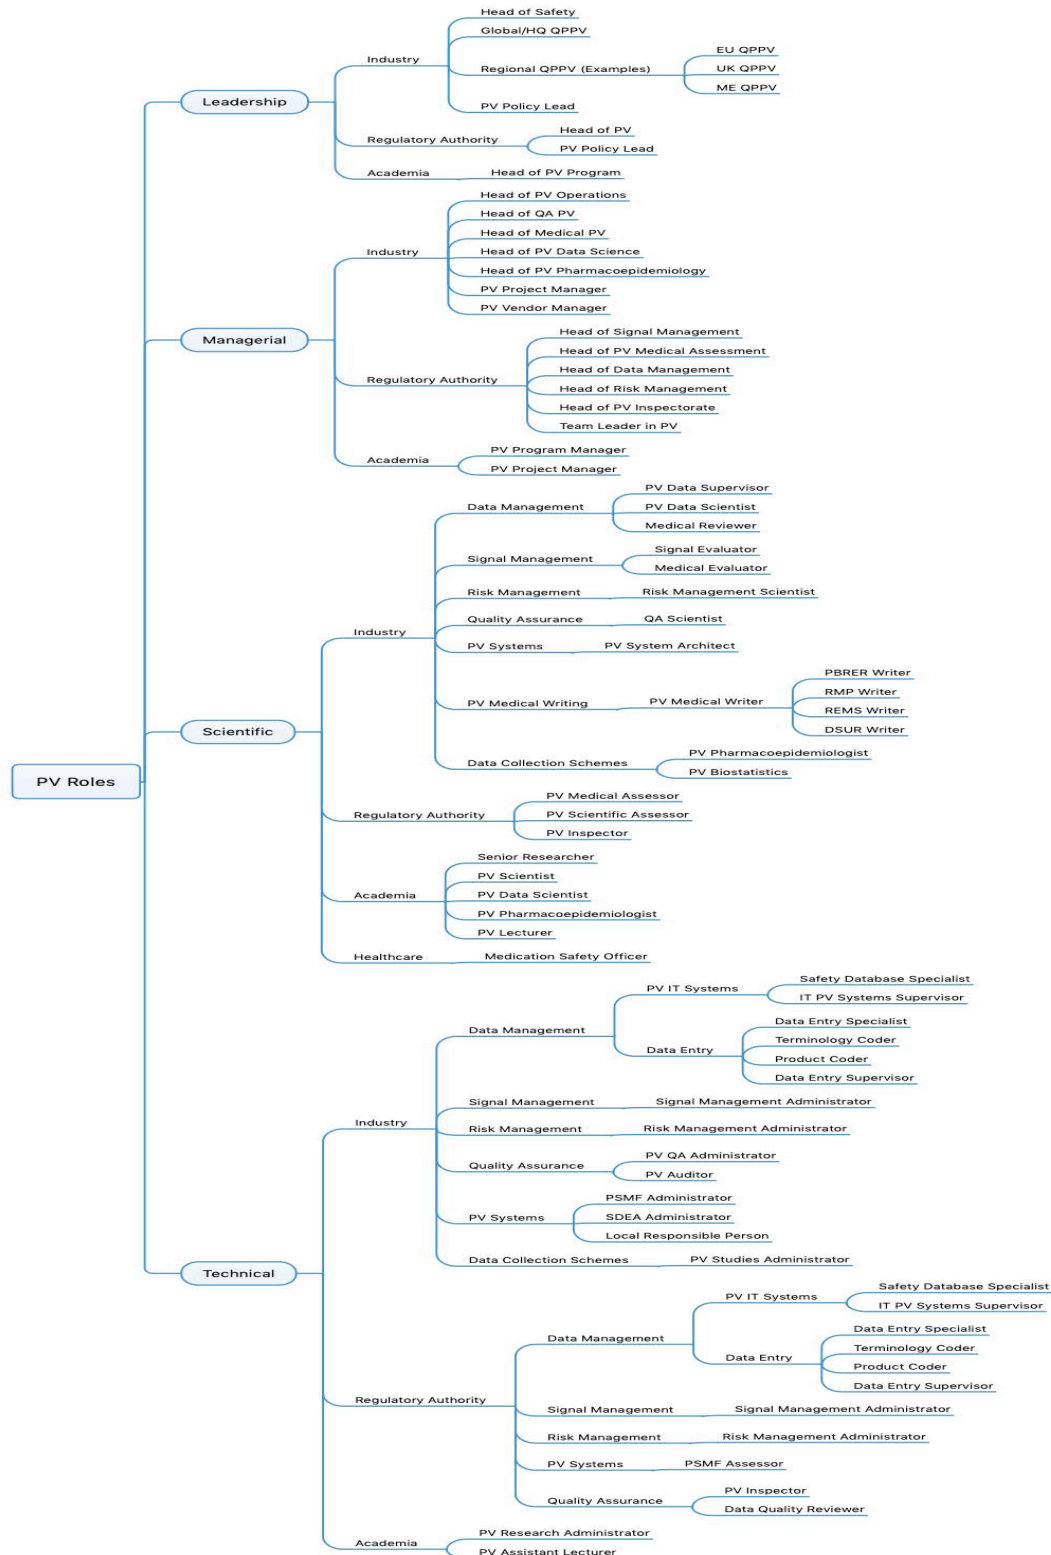 Head of Safety
Global/HQ QPPV
Industry
Regional QPPV (Examples)
EU QPPV
UK QPPV
ME QPPV
PV Policy Lead
Leadership
Regulatory Authority
Head of PV
PV Policy Lead
Academia
Head of PV Program
Head of PV Operations
Head of QA PV
Head of Medical PV
Industry
Head of PV Data Science
Head of PV Pharmacoepidemiology
PV Project Manager
PV Vendor Manager
Managerial
Head of Signal Management
Head of PV Medical Assessment
Head of Data Management
Regulatory Authority
Head of Risk Management
Head of PV Inspectorate
Team Leader in PV
Academia
PV Program Manager
PV Project Manager
Data Management
PV Data Supervisor
PV Data Scientist
Medical Reviewer
Signal Management
Signal Evaluator
Medical Evaluator
Risk Management
Risk Management Scientist
Industry
Quality Assurance
QA Scientist
PV Systems
PV System Architect
PV Medical Writing
PV Medical Writer
PBRER Writer
RMP Writer
REMS Writer
DSUR Writer
Scientific
Data Collection Schemes
PV Pharmacoepidemiologist
PV Biostatistics
PV Roles
Regulatory Authority
PV Medical Assessor
PV Scientific Assessor
PV Inspector
Academia
Senior Researcher
PV Scientist
PV Data Scientist
PV Pharmacoepidemiologist
PV Lecturer
Healthcare
Medication Safety Officer
Data Management
PV IT Systems
Safety Database Specialist
IT PV Systems Supervisor
Data Entry
Data Entry Specialist
Terminology Coder
Product Coder
Data Entry Supervisor
Signal Management
Signal Management Administrator
Industry
Risk Management
Risk Management Administrator
Quality Assurance
PV QA Administrator
PV Auditor
PV Systems
PSMF Administrator
SDEA Administrator
Local Responsible Person
Data Collection Schemes
PV Studies Administrator
Technical
Data Management
PV IT Systems
Safety Database Specialist
IT PV Systems Supervisor
Data Entry
Data Entry Specialist
Terminology Coder
Product Coder
Data Entry Supervisor
Regulatory Authority
Signal Management
Signal Management Administrator
Risk Management
Risk Management Administrator
PV Systems
PSMF Assessor
Quality Assurance
PV Inspector
Data Quality Reviewer
Academia
PV Research Administrator
PV Assistant Lecturer